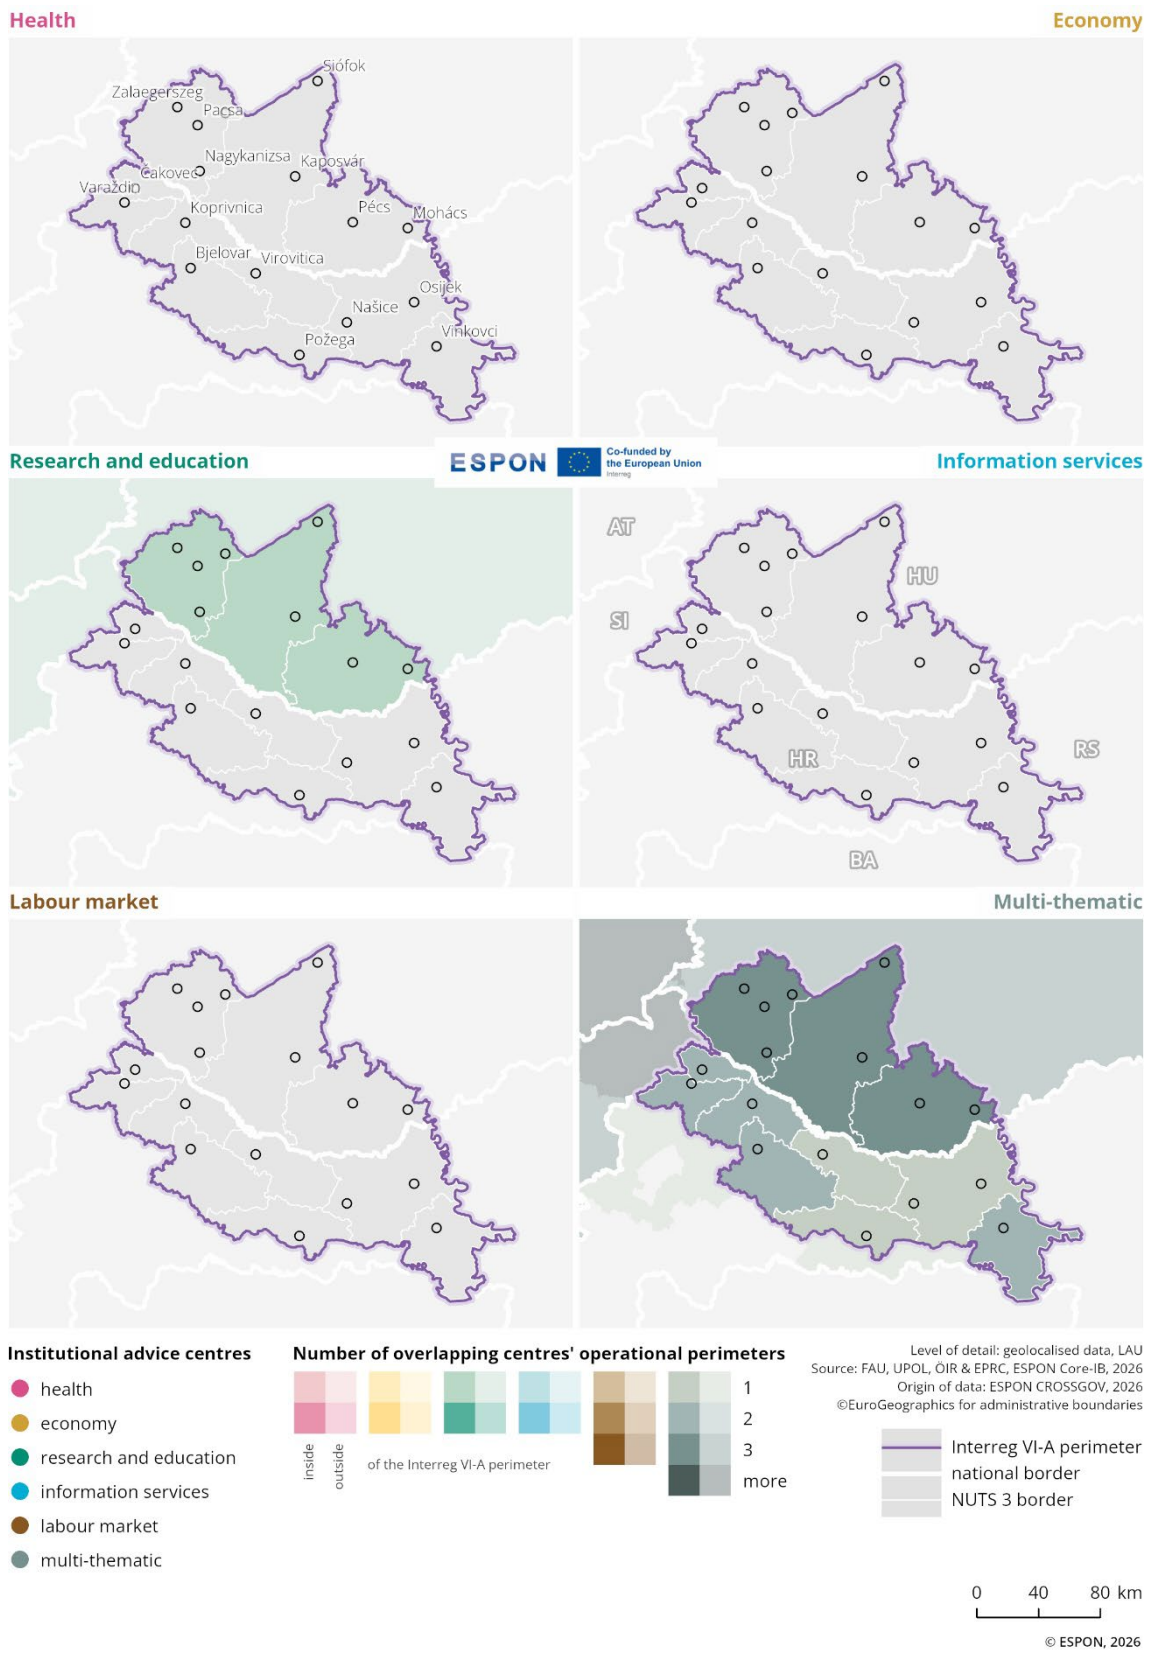 Health
Economy
Siófok
Zalaegerszeg
Pacsa
Nagykanizsa
Kaposvár
Čakovec
Varaždin
Koprivnica
Pécs
Mohács
Bjelovar
Virovitica
Osijek
Našice
Požega
Vinkovci
Research and education
ESPON
Co-funded by
the European Union
Interreg
Information services
AT
HU
SI
HR
RS
BA
Labour market
Multi-thematic
Institutional advice centres
health
economy
research and education
information services
labour market
multi-thematic
Number of overlapping centres' operational perimeters
1
2
3
more
inside
outside
of the Interreg VI-A perimeter
Level of detail: geolocalised data, LAU
Source: FAU, UPOL, ÖIR & EPRC, ESPON Core-IB, 2026
Origin of data: ESPON CROSSGOV, 2026
©EuroGeographics for administrative boundaries
Interreg VI-A perimeter
national border
NUTS 3 border
0 40 80 km
© ESPON, 2026